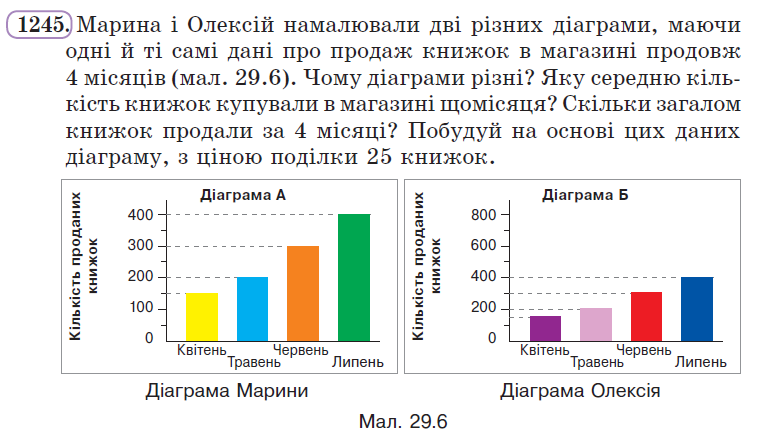 1245. Марина і Олексій намалювали дві різних діаграми, маючи
одні й ті самі дані про продаж книжок в магазині продовж
4 місяців (мал. 29.6). Чому діаграми різні? Яку середню кіль-
кість книжок купували в магазині щомісяця? Скільки загалом
книжок продали за 4 місяці? Побудуй на основі цих даних
діаграму, з ціною поділки 25 книжок.
Діаграма А
Кількість проданих
книжок
400
300
200
100
0
Квітень
Травень
Червень
Липень
Діаграма Марини
Діаграма Б
Кількість проданих
книжок
800
600
400
200
0
Квітень
Травень
Червень
Липень
Діаграма Олексія
Мал. 29.6